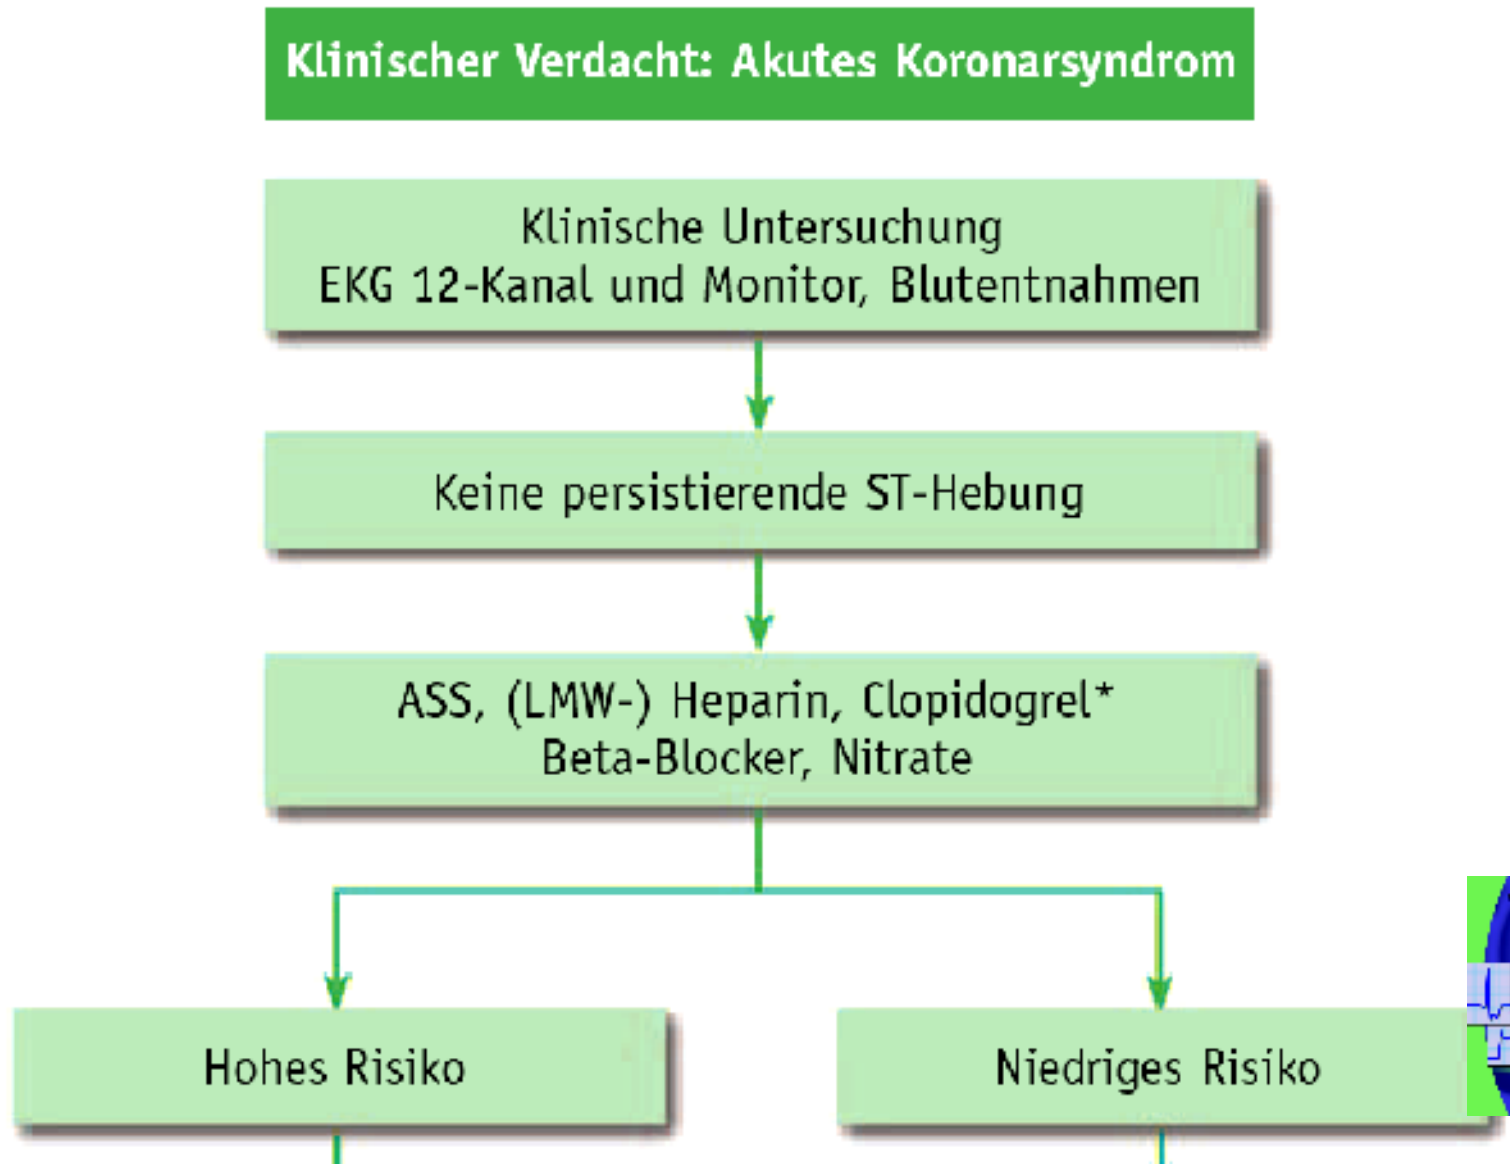 Klinischer Verdacht: Akutes Koronarsyndrom
Klinische Untersuchung
EKG 12-Kanal und Monitor, Blutentnahmen
Keine persistierende ST-Hebung
ASS, (LMW-) Heparin, Clopidogrel*
Beta-Blocker, Nitrate
Hohes Risiko
Niedriges Risiko